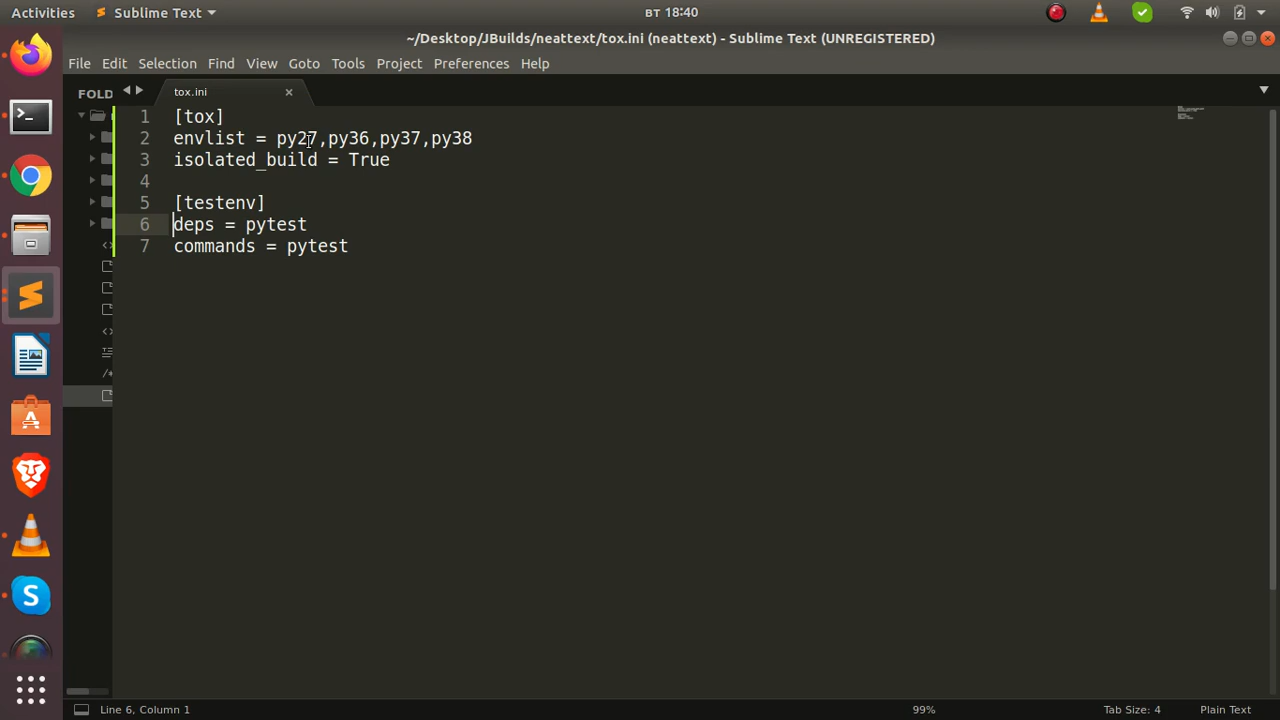 Activities Sublime Text вт 18:40
~/Desktop/JBuilds/neattext/tox.ini (neattext) - Sublime Text (UNREGISTERED)
File Edit Selection Find View Goto Tools Project Preferences Help
FOLD
tox.ini ×
1 [tox]
2 envlist = py27,py36,py37,py38
3 isolated_build = True
4
5 [testenv]
6 deps = pytest
7 commands = pytest
Line 6, Column 1 99% Tab Size: 4 Plain Text